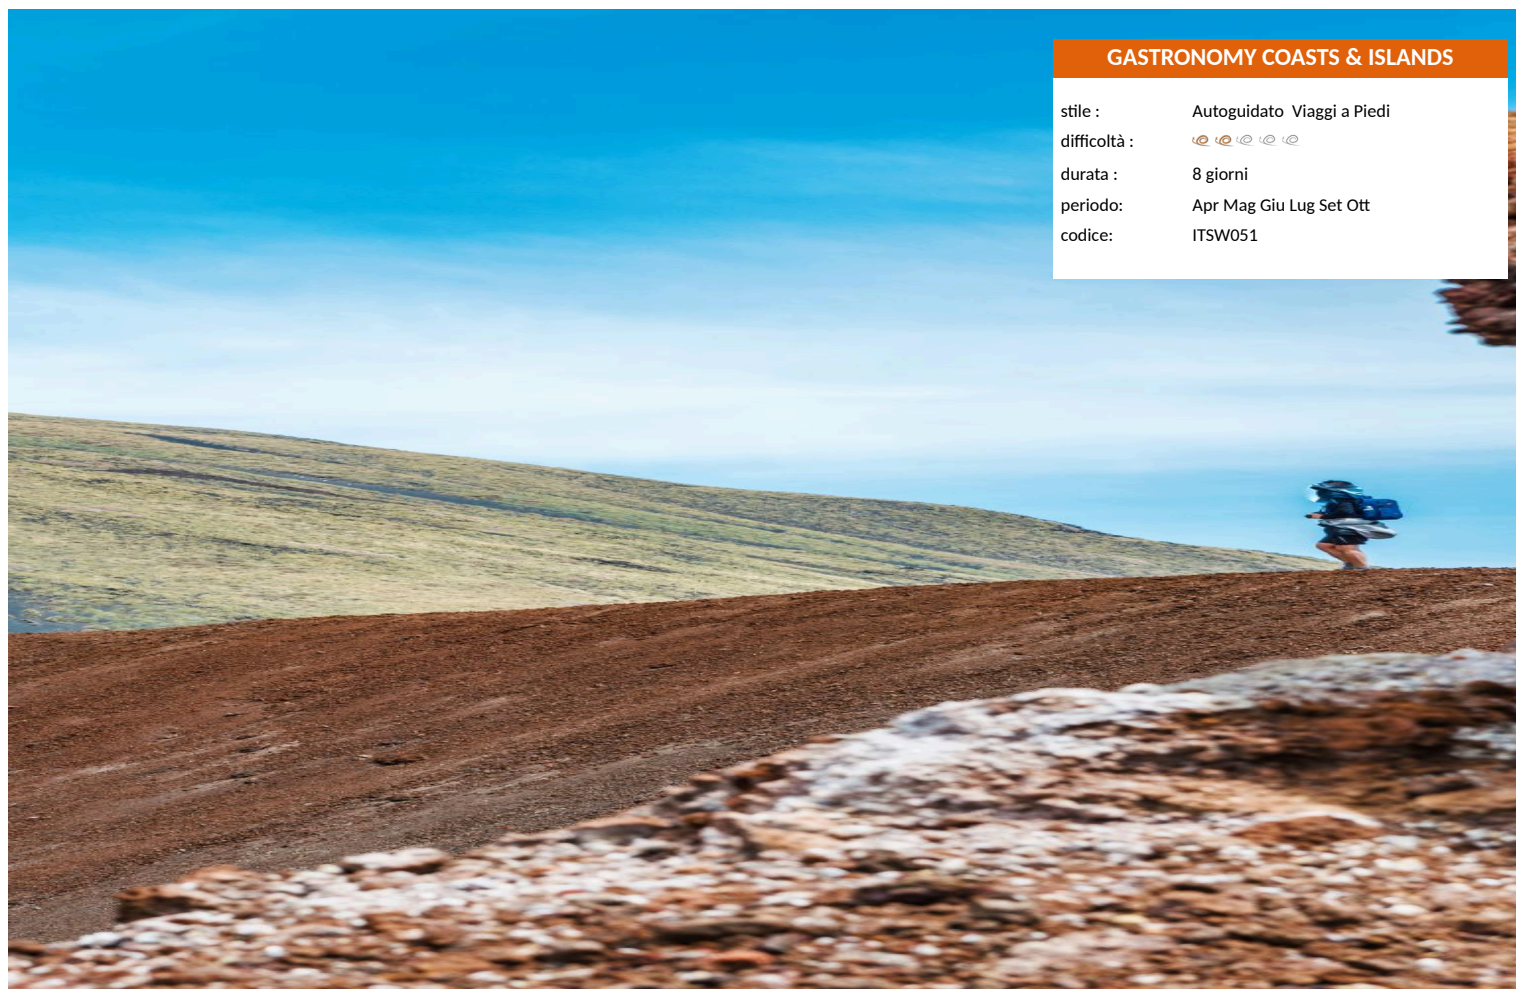 GASTRONOMY COASTS & ISLANDS
stile : Autoguidato Viaggi a Piedi
difficoltà :
durata : 8 giorni
periodo: Apr Mag Giu Lug Set Ott
codice: ITSW051